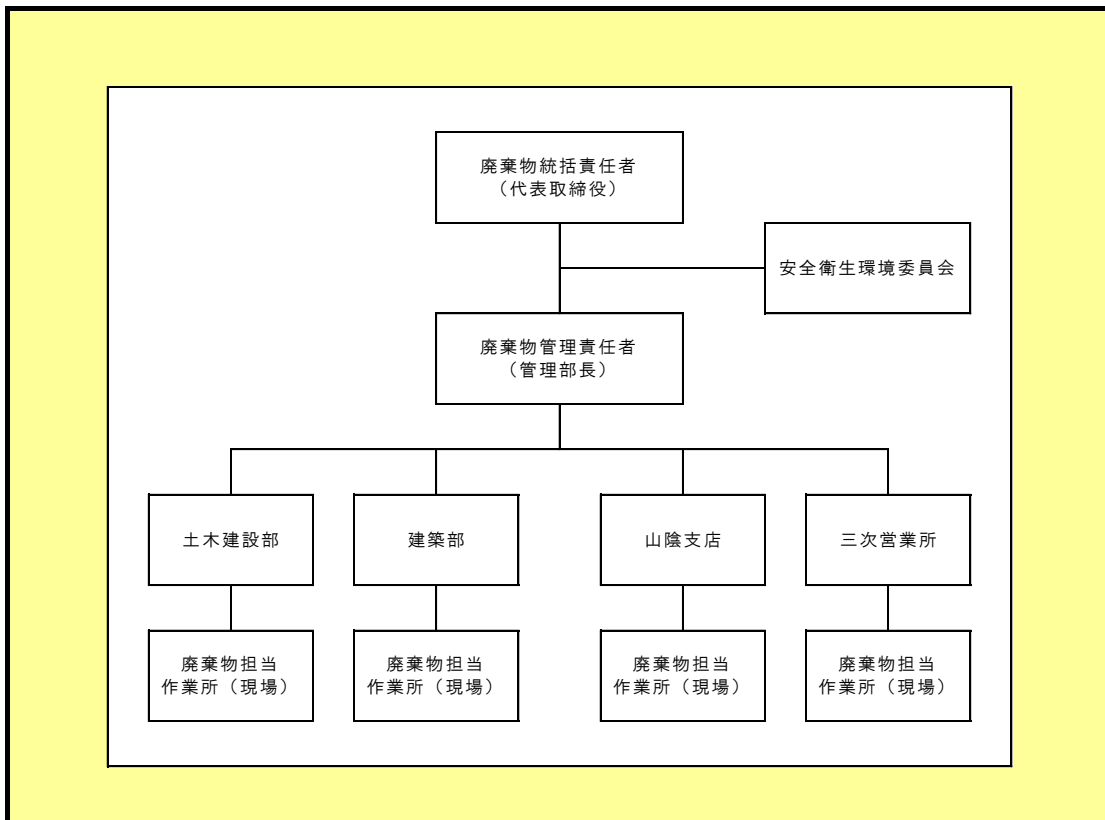 廃棄物統括責任者
（代表取締役）
安全衛生環境委員会
廃棄物管理責任者
（管理部長）
土木建設部
建築部
山陰支店
三次営業所
廃棄物担当
作業所（現場）
廃棄物担当
作業所（現場）
廃棄物担当
作業所（現場）
廃棄物担当
作業所（現場）